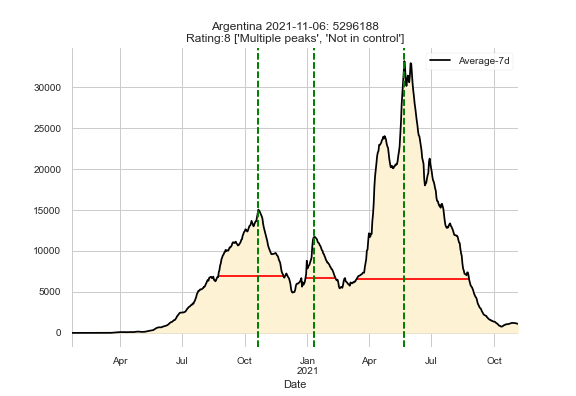 Argentina 2021-11-06: 5296188
Rating:8 ['Multiple peaks', 'Not in control']
Average-7d
30000
25000
20000
15000
10000
5000
0
Apr Jul Oct Jan Apr Jul Oct
2021
Date